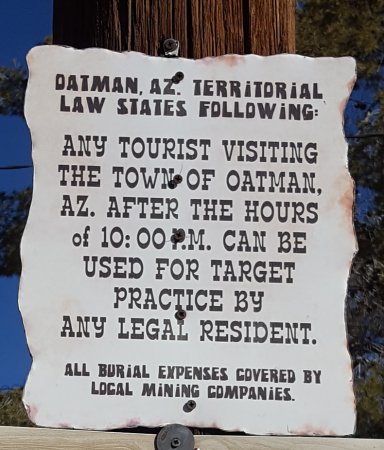 OATMAN, AZ. TERRITORIAL
LAW STATES FOLLOWING:
ANY TOURIST VISITING
THE TOWN OF OATMAN,
AZ. AFTER THE HOURS
of 10:00 P.M. CAN BE
USED FOR TARGET
PRACTICE BY
ANY LEGAL RESIDENT.
ALL BURIAL EXPENSES COVERED BY
LOCAL MINING COMPANIES.